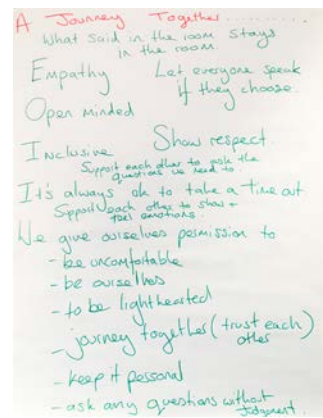 A Journey Together..........
What said in the room stays
in the room.
Empathy
Let everyone speak
if they choose.
Open minded
Inclusive
Show respect
Support each other to ask the
questions we need to.
It's always ok to take a time out
Support each other to show +
feel emotions.
We give ourselves permission to
- be uncomfortable
- be ourselves
- to be lighthearted
- journey together (trust each
other)
- keep it personal
- ask any questions without
judgment.